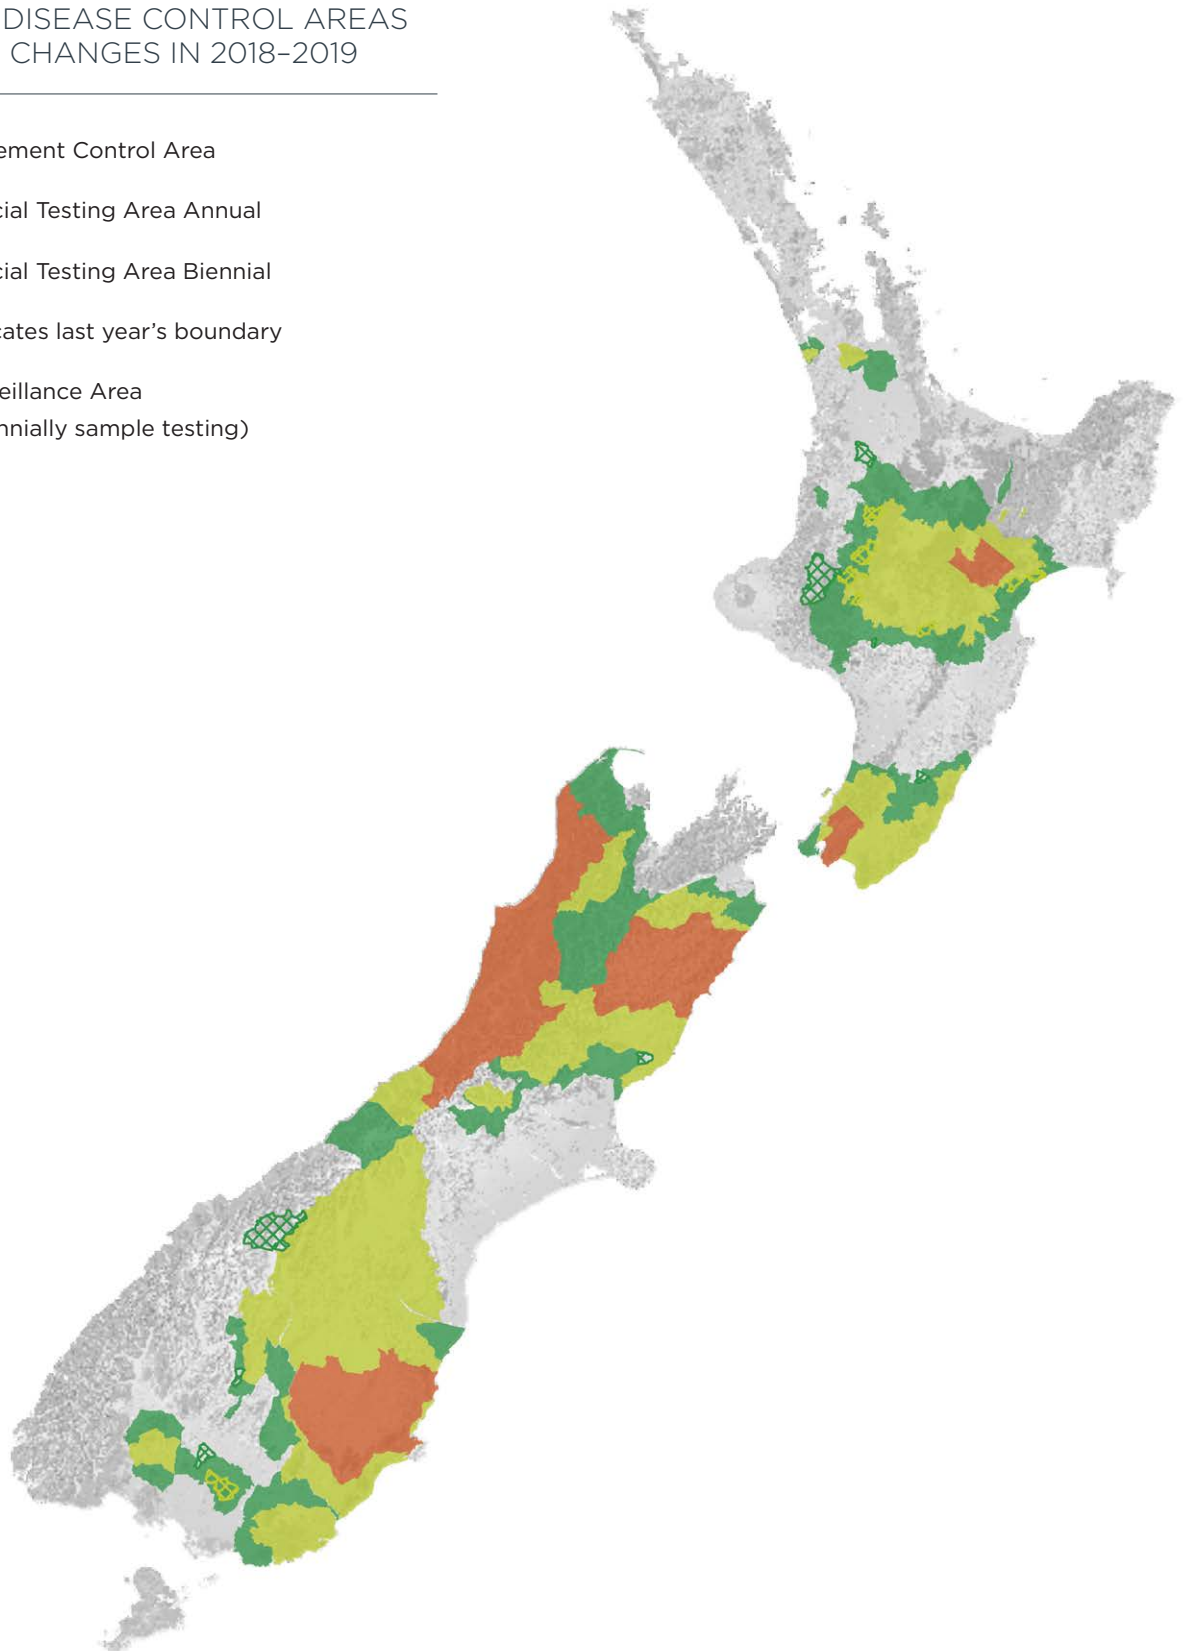 DISEASE CONTROL AREAS
CHANGES IN 2018–2019
ement Control Area
cial Testing Area Annual
cial Testing Area Biennial
cates last year’s boundary
eillance Area
nnially sample testing)